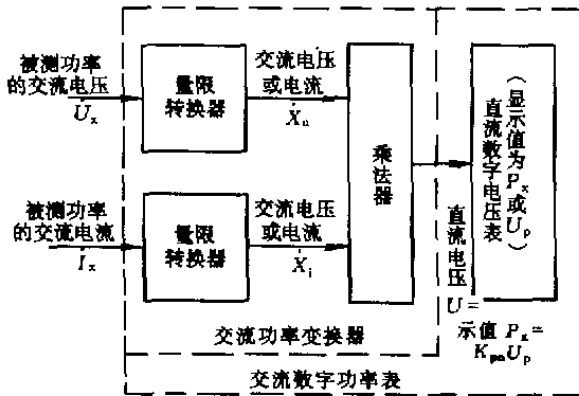 被测功率
的交流电压
U̇x
量限
转换器
交流电压
或电流
Ẋu
乘法器
被测功率
的交流电流
İx
量限
转换器
交流电压
或电流
Ẋi
直流电压 U=
直流数字电压表
（显示值为Px或Up）
示值 Px=
KpnUp
交流功率变换器
交流数字功率表